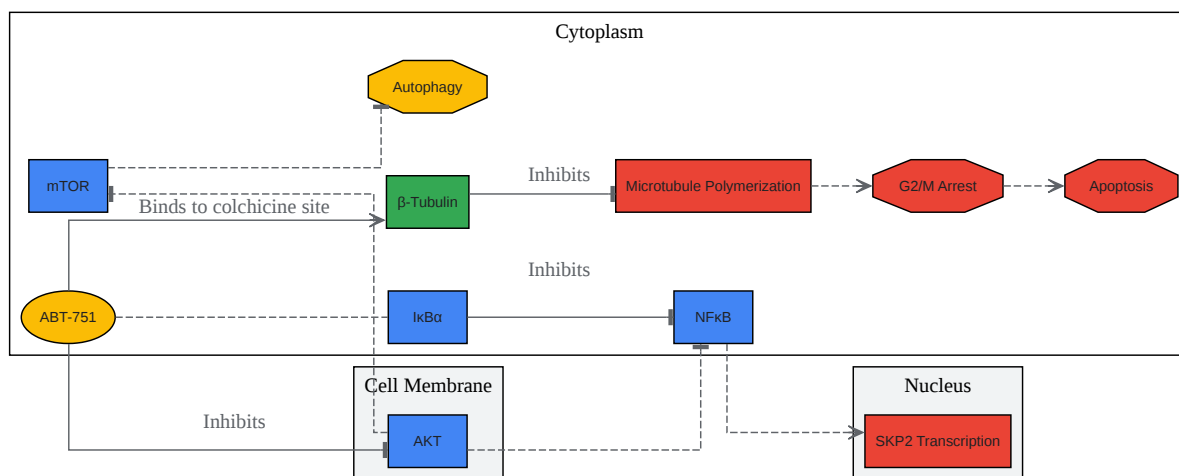 Cytoplasm
Autophagy
mTOR
Binds to colchicine site
β-Tubulin
Inhibits
Microtubule Polymerization
G2/M Arrest
Apoptosis
Inhibits
ABT-751
IκBα
NFκB
Cell Membrane
Nucleus
Inhibits
AKT
SKP2 Transcription